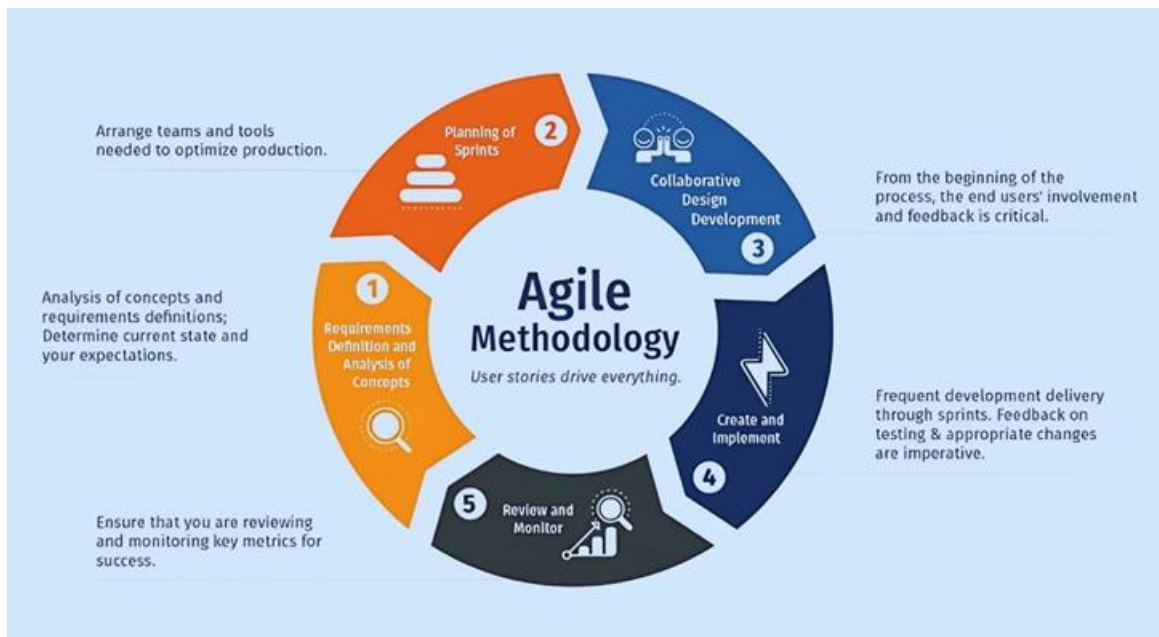 Agile
Methodology
User stories drive everything.
1
Requirements
Definition and
Analysis of
Concepts
Analysis of concepts and
requirements definitions;
Determine current state and
your expectations.
2
Planning of
Sprints
Arrange teams and tools
needed to optimize production.
Collaborative
Design
Development
3
From the beginning of the
process, the end users' involvement
and feedback is critical.
Create and
Implement
4
Frequent development delivery
through sprints. Feedback on
testing & appropriate changes
are imperative.
5
Review and
Monitor
Ensure that you are reviewing
and monitoring key metrics for
success.